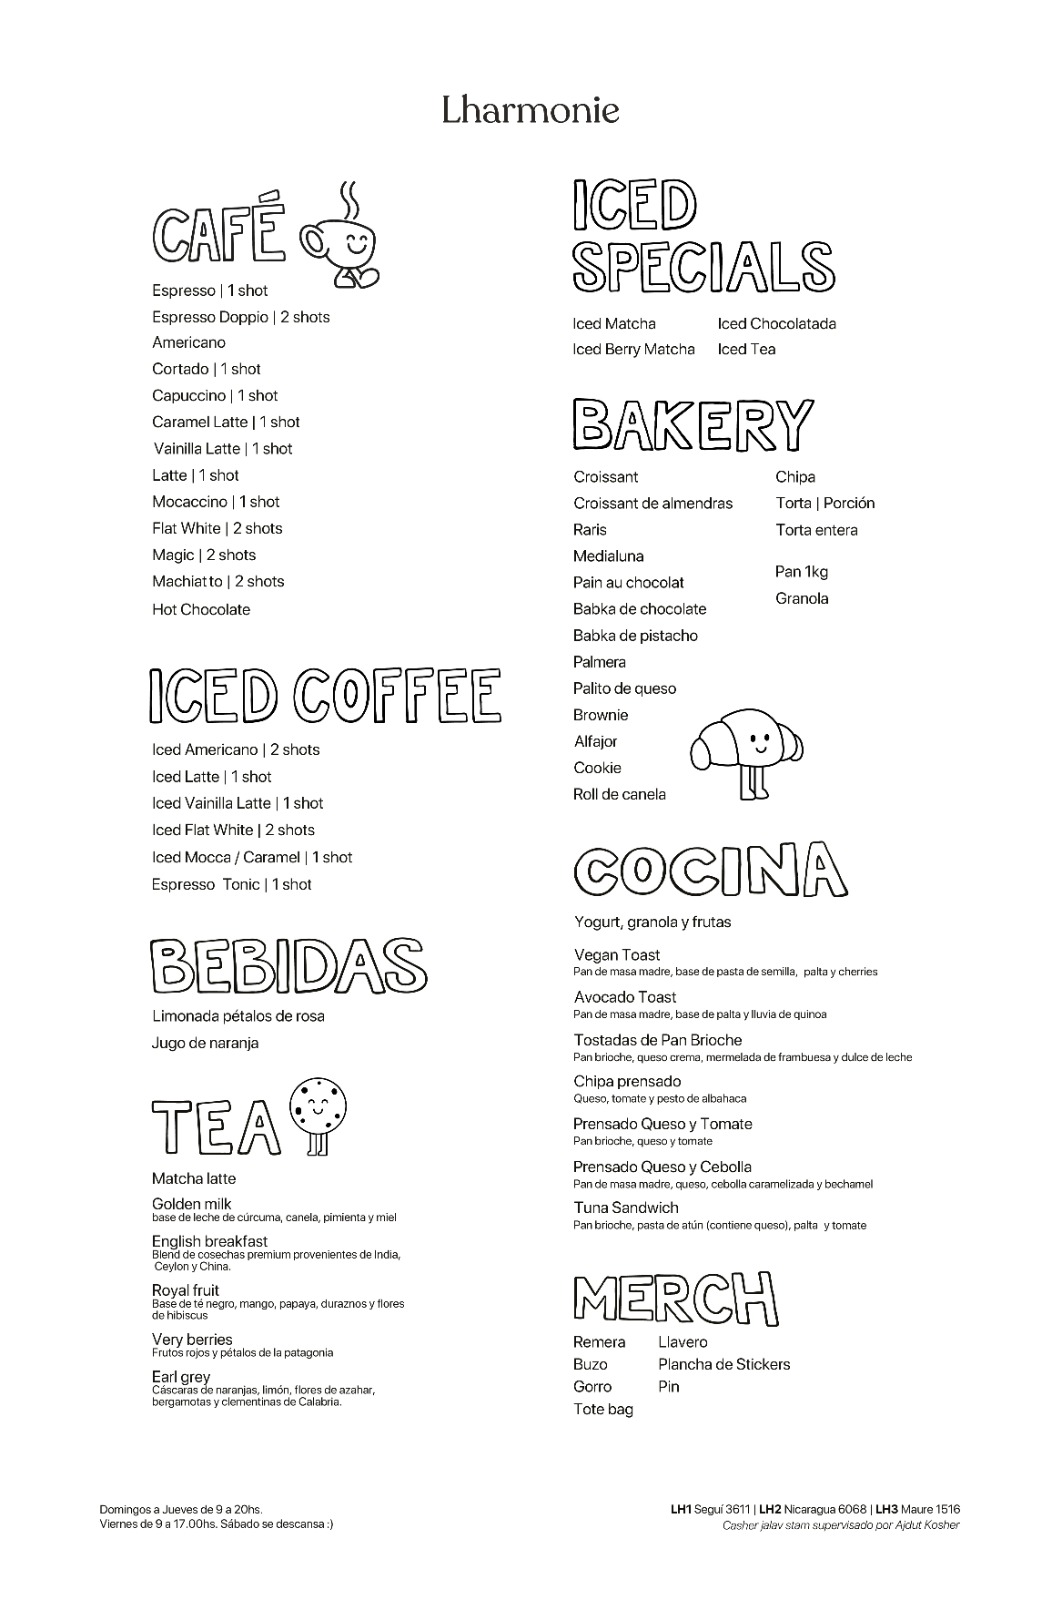 Lharmonie
CAFÉ
Espresso | 1 shot
Espresso Doppio | 2 shots
Americano
Cortado | 1 shot
Capuccino | 1 shot
Caramel Latte | 1 shot
Vainilla Latte | 1 shot
Latte | 1 shot
Mocaccino | 1 shot
Flat White | 2 shots
Magic | 2 shots
Machiatto | 2 shots
Hot Chocolate
ICED COFFEE
Iced Americano | 2 shots
Iced Latte | 1 shot
Iced Vainilla Latte | 1 shot
Iced Flat White | 2 shots
Iced Mocca / Caramel | 1 shot
Espresso Tonic | 1 shot
BEBIDAS
Limonada pétalos de rosa
Jugo de naranja
TEA
Matcha latte
Golden milk
base de leche de cúrcuma, canela, pimienta y miel
English breakfast
Blend de cosechas premium provenientes de India,
Ceylon y China.
Royal fruit
Base de té negro, mango, papaya, duraznos y flores
de hibiscus
Very berries
Frutos rojos y pétalos de la patagonia
Earl grey
Cáscaras de naranjas, limón, flores de azahar,
bergamotas y clementinas de Calabria.
ICED
SPECIALS
Iced Matcha
Iced Berry Matcha
Iced Chocolatada
Iced Tea
BAKERY
Croissant
Croissant de almendras
Raris
Medialuna
Pain au chocolat
Babka de chocolate
Babka de pistacho
Palmera
Palito de queso
Brownie
Alfajor
Cookie
Roll de canela
Chipa
Torta | Porción
Torta entera
Pan 1kg
Granola
COCINA
Yogurt, granola y frutas
Vegan Toast
Pan de masa madre, base de pasta de semilla, palta y cherries
Avocado Toast
Pan de masa madre, base de palta y lluvia de quinoa
Tostadas de Pan Brioche
Pan brioche, queso crema, mermelada de frambuesa y dulce de leche
Chipa prensado
Queso, tomate y pesto de albahaca
Prensado Queso y Tomate
Pan brioche, queso y tomate
Prensado Queso y Cebolla
Pan de masa madre, queso, cebolla caramelizada y bechamel
Tuna Sandwich
Pan brioche, pasta de atún (contiene queso), palta y tomate
MERCH
Remera
Buzo
Gorro
Tote bag
Llavero
Plancha de Stickers
Pin
Domingos a Jueves de 9 a 20hs.
Viernes de 9 a 17.00hs. Sábado se descansa :)
LH1 Seguí 3611 | LH2 Nicaragua 6068 | LH3 Maure 1516
Casher jalav stam supervisado por Ajdut Kosher